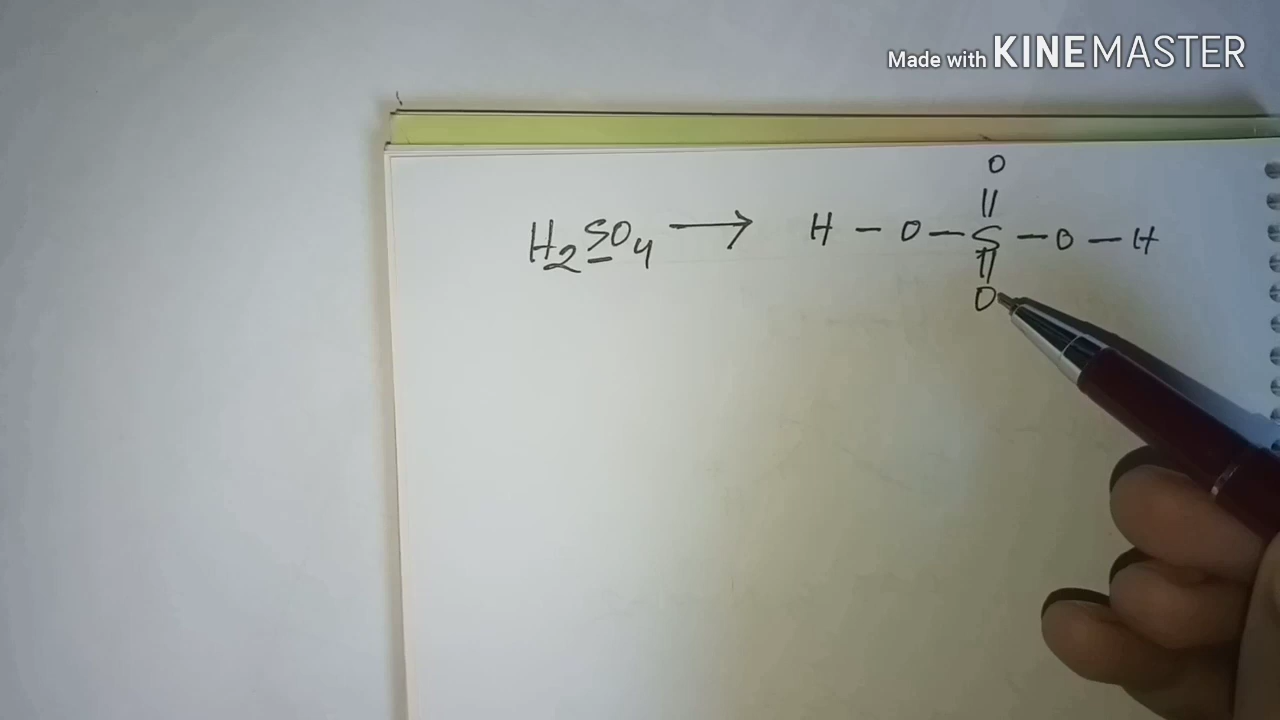 Made with KINEMASTER
O
||
H2SO4 → H – O – S – O – H
||
O